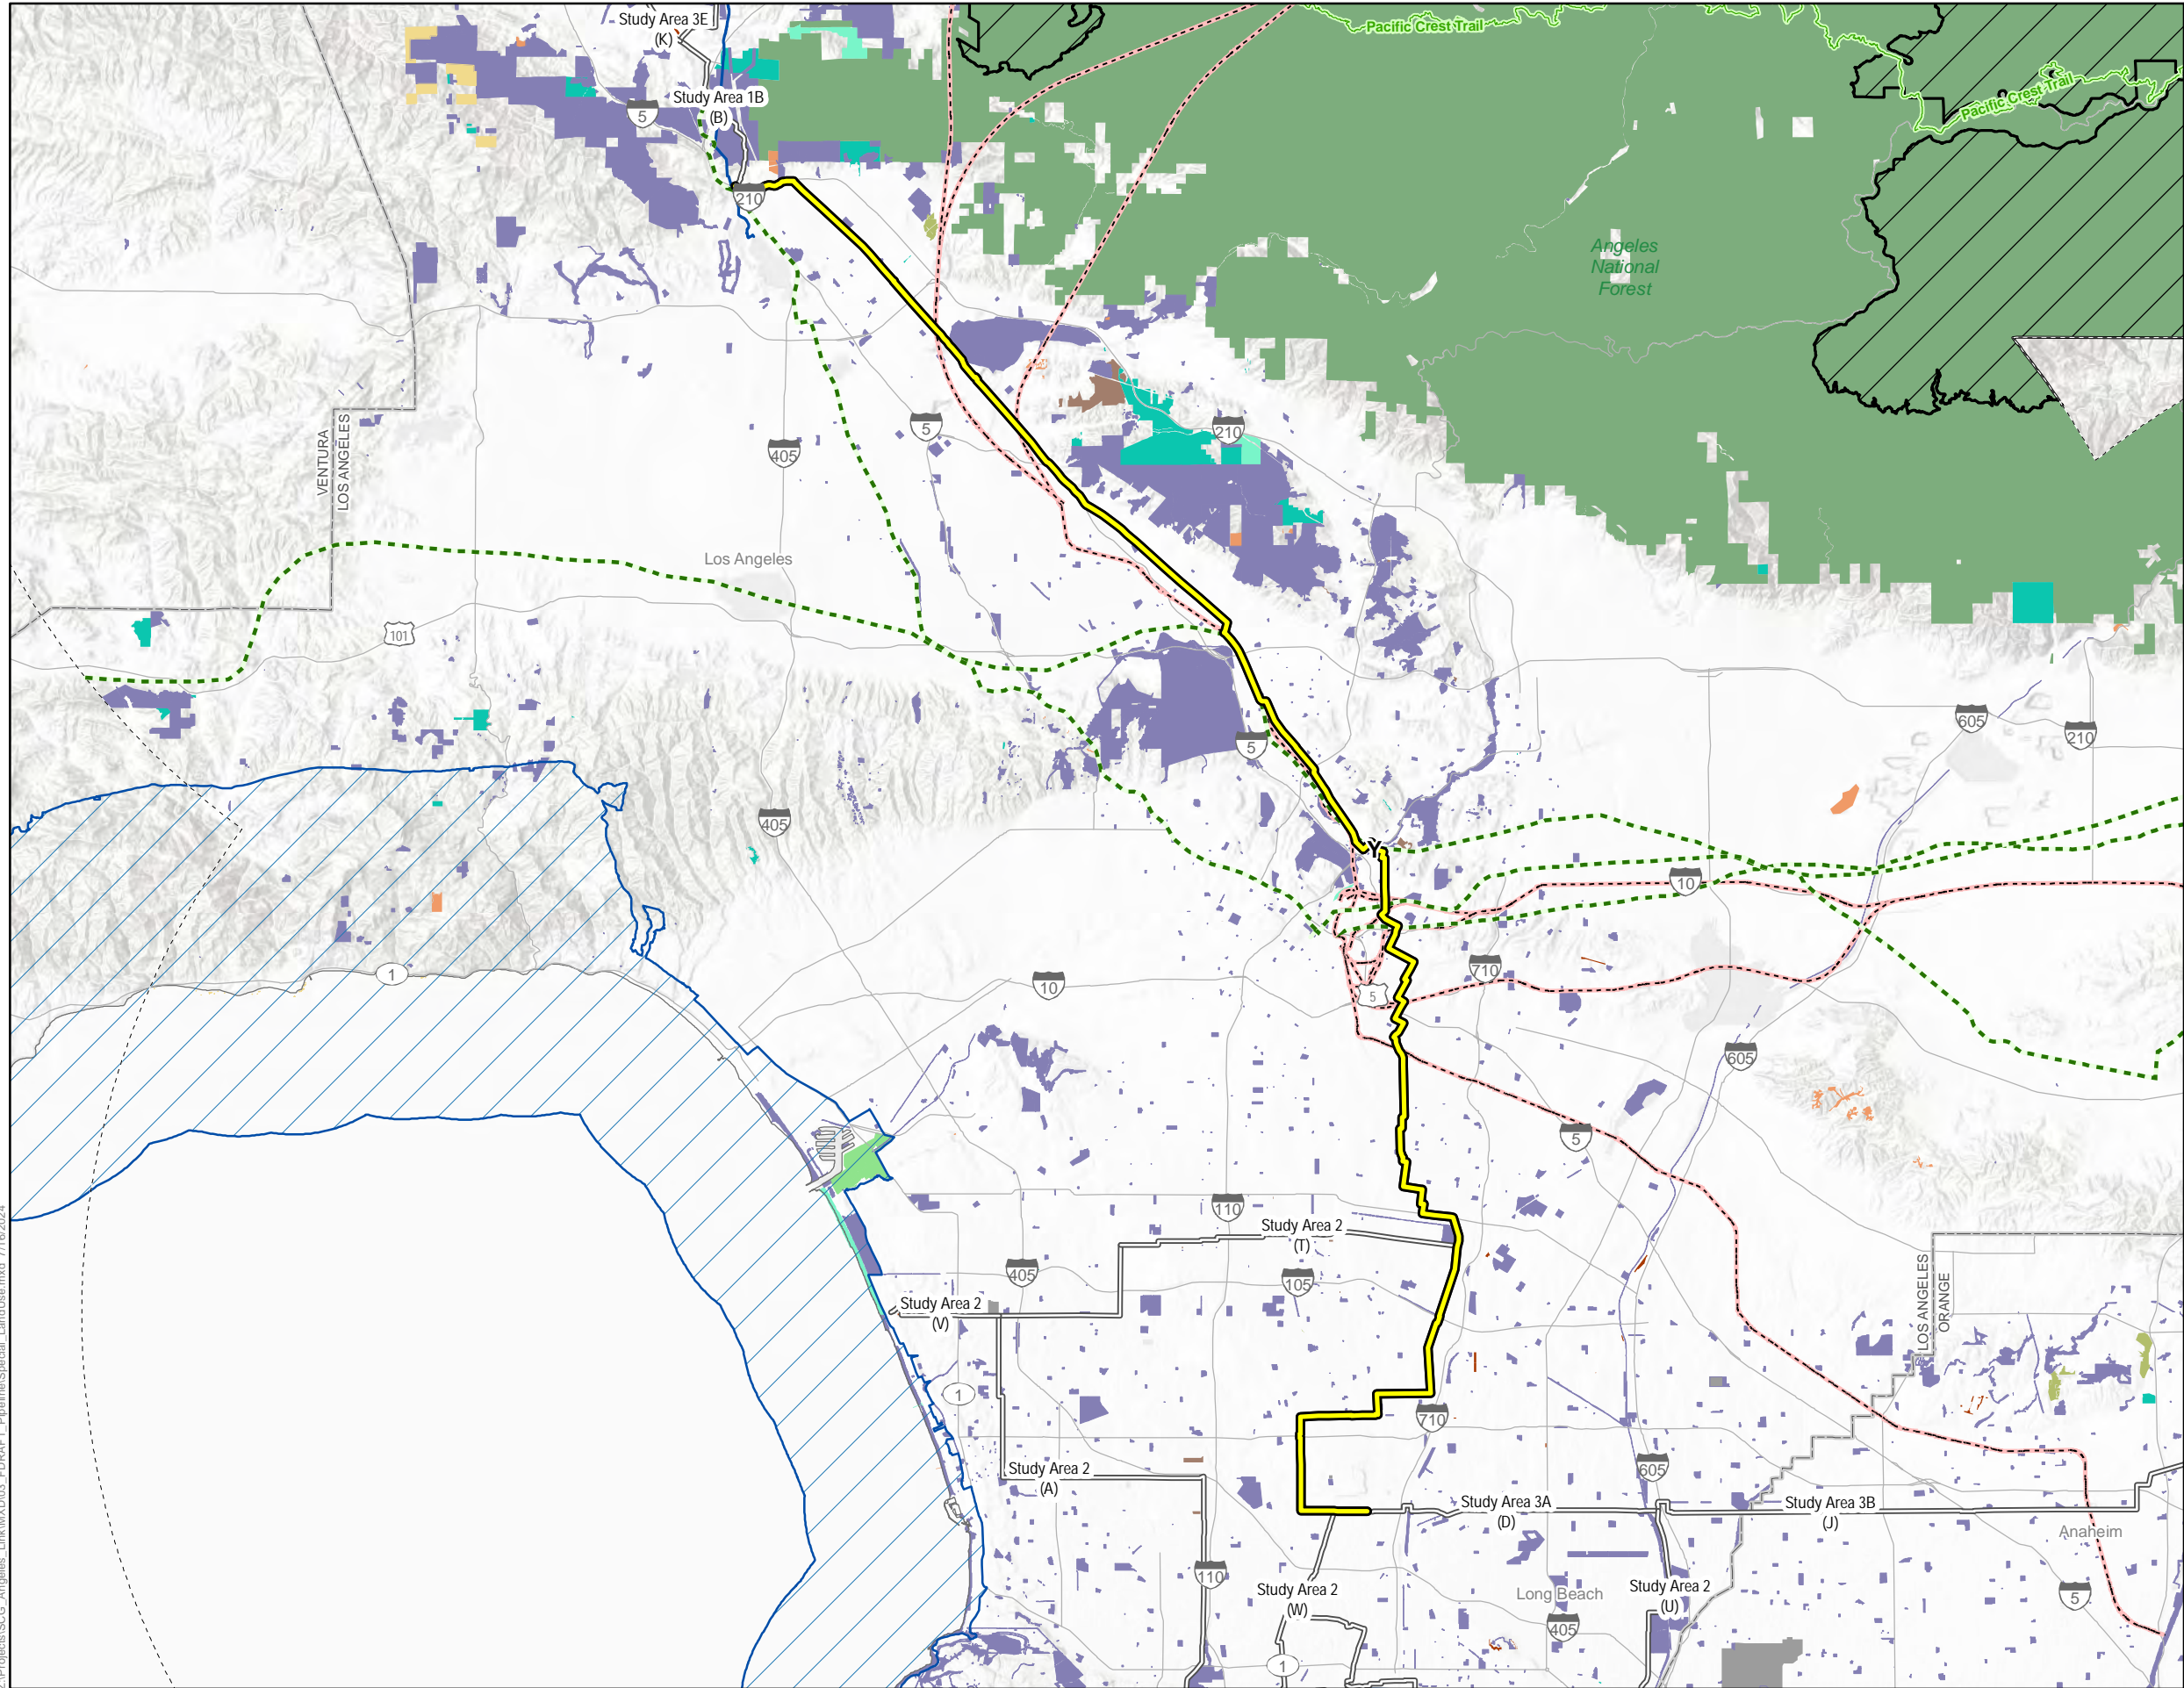 Study Area 3E
(K)
Pacific Crest Trail
Study Area 1B
(B)
5
Pacific Crest Trail
210
Angeles
National
Forest
5
210
405
VENTURA
LOS ANGELES
Los Angeles
101
605
210
5
405
Y
10
1
10
710
5
605
5
110
Study Area 2
(T)
405
105
LOS ANGELES
ORANGE
Study Area 2
(V)
1
710
Study Area 2
(A)
605
Study Area 3A
(D)
Study Area 3B
(J)
Anaheim
110
Study Area 2
(W)
Long Beach
Study Area 2
(U)
5
405
1